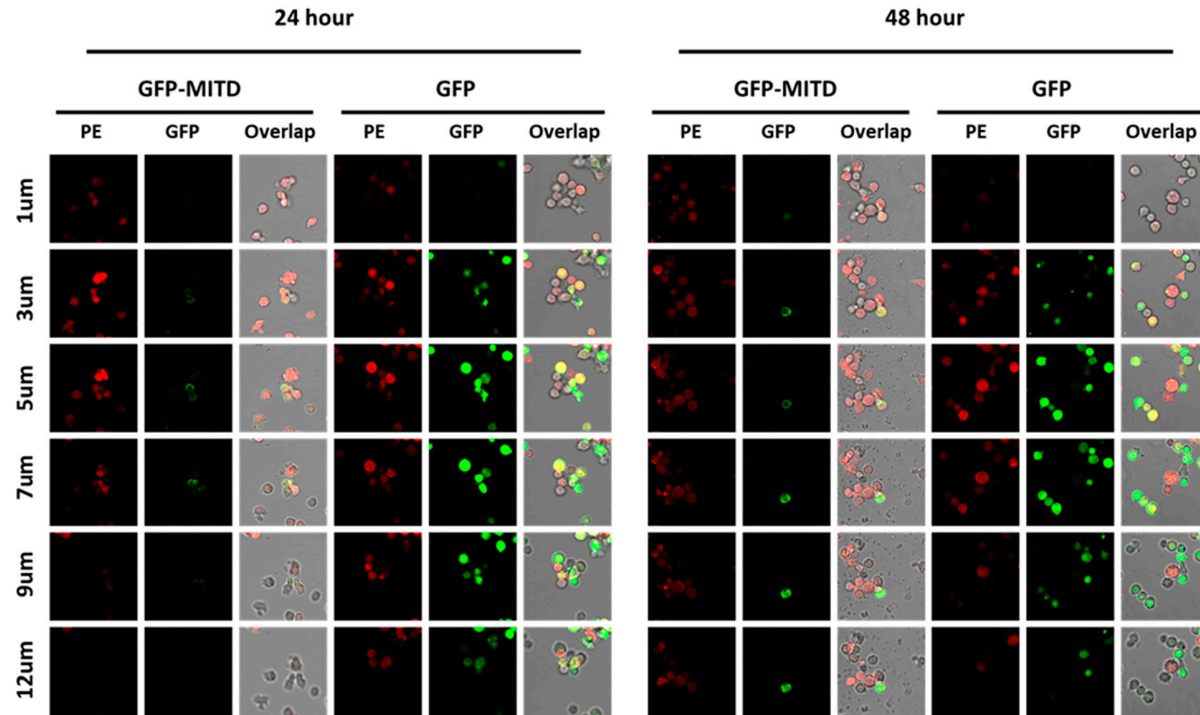 24 hour 48 hour
GFP-MITD GFP GFP-MITD GFP
PE GFP Overlap PE GFP Overlap PE GFP Overlap PE GFP Overlap
1um
3um
5um
7um
9um
12um